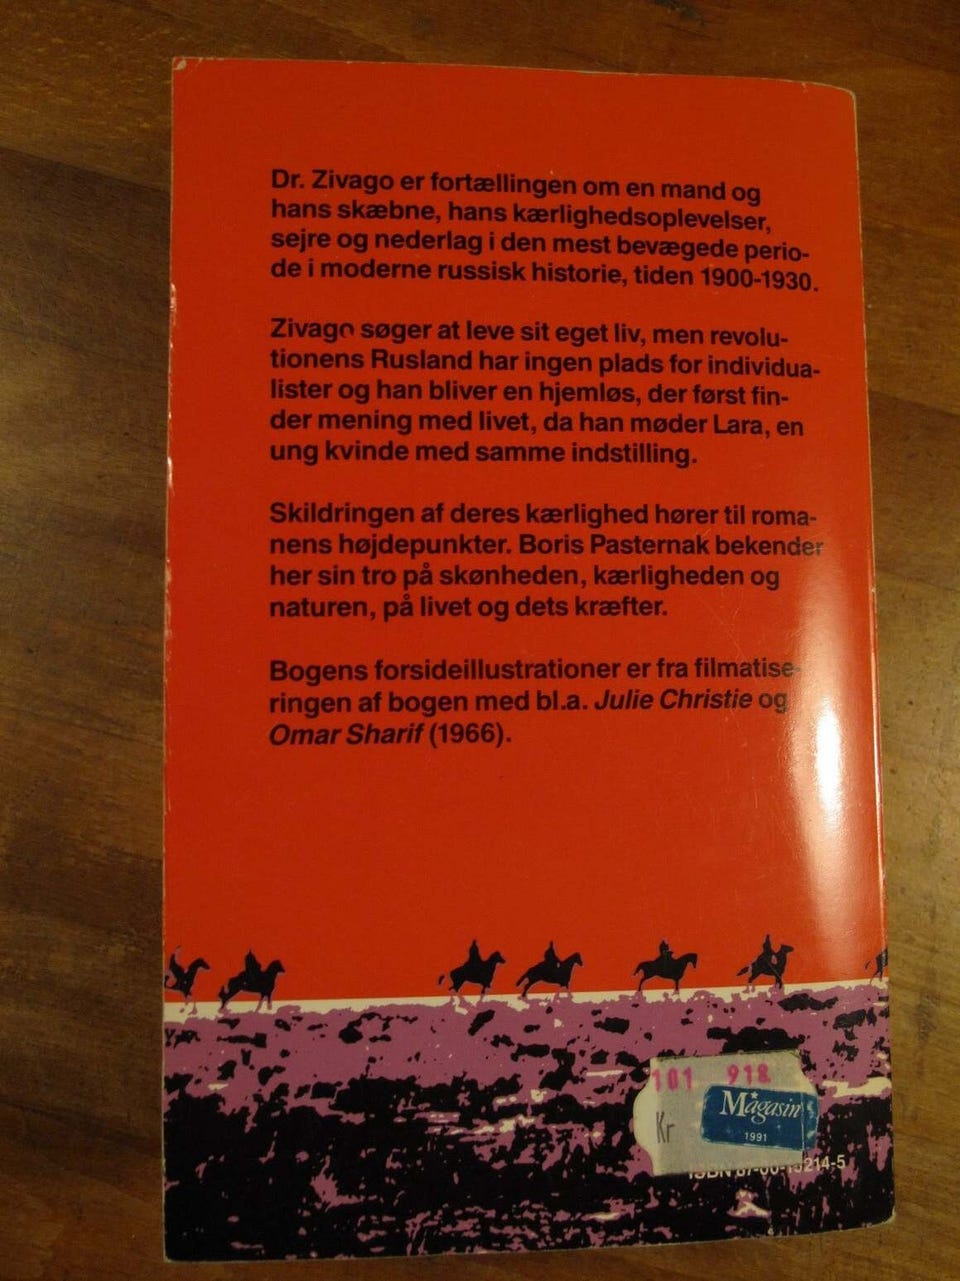 Dr. Zivago er fortællingen om en mand og
hans skæbne, hans kærlighedsoplevelser,
sejre og nederlag i den mest bevægede perio-
de i moderne russisk historie, tiden 1900-1930.
Zivago søger at leve sit eget liv, men revolu-
tionens Rusland har ingen plads for individua-
lister og han bliver en hjemløs, der først fin-
der mening med livet, da han møder Lara, en
ung kvinde med samme indstilling.
Skildringen af deres kærlighed hører til roma-
nens højdepunkter. Boris Pasternak bekender
her sin tro på skønheden, kærligheden og
naturen, på livet og dets kræfter.
Bogens forsideillustrationer er fra filmatise-
ringen af bogen med bl.a. Julie Christie og
Omar Sharif (1966).
101 918
Magasin
Kr
1991
ISBN